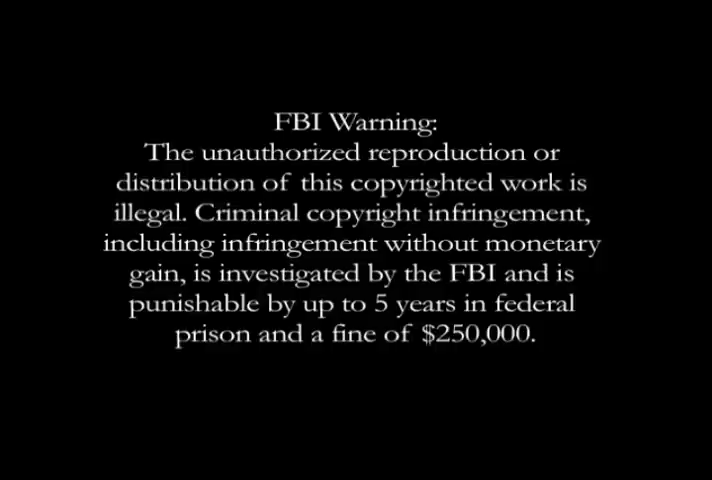 FBI Warning:
The unauthorized reproduction or
distribution of this copyrighted work is
illegal. Criminal copyright infringement,
including infringement without monetary
gain, is investigated by the FBI and is
punishable by up to 5 years in federal
prison and a fine of $250,000.